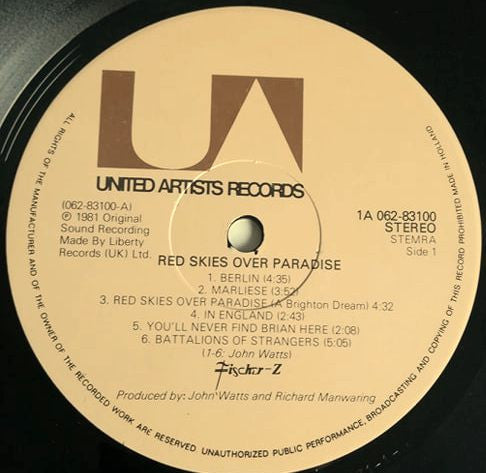 UA
UNITED ARTISTS RECORDS
(062-83100-A)
℗ 1981 Original
Sound Recording
Made By Liberty
Records (UK) Ltd.
1A 062-83100
STEREO
STEMRA
Side 1
RED SKIES OVER PARADISE
1. BERLIN (4:35)
2. MARLIESE (3:52)
3. RED SKIES OVER PARADISE (A Brighton Dream) 4:32
4. IN ENGLAND (2:43)
5. YOU'LL NEVER FIND BRIAN HERE (2:08)
6. BATTALIONS OF STRANGERS (5:05)
(1-6: John Watts)
Fischer-Z
Produced by: John Watts and Richard Manwaring
ALL RIGHTS OF THE MANUFACTURER AND OF THE OWNER OF THE RECORDED WORK ARE RESERVED. UNAUTHORIZED PUBLIC PERFORMANCE, BROADCASTING AND COPYING OF THIS RECORD PROHIBITED MADE IN HOLLAND